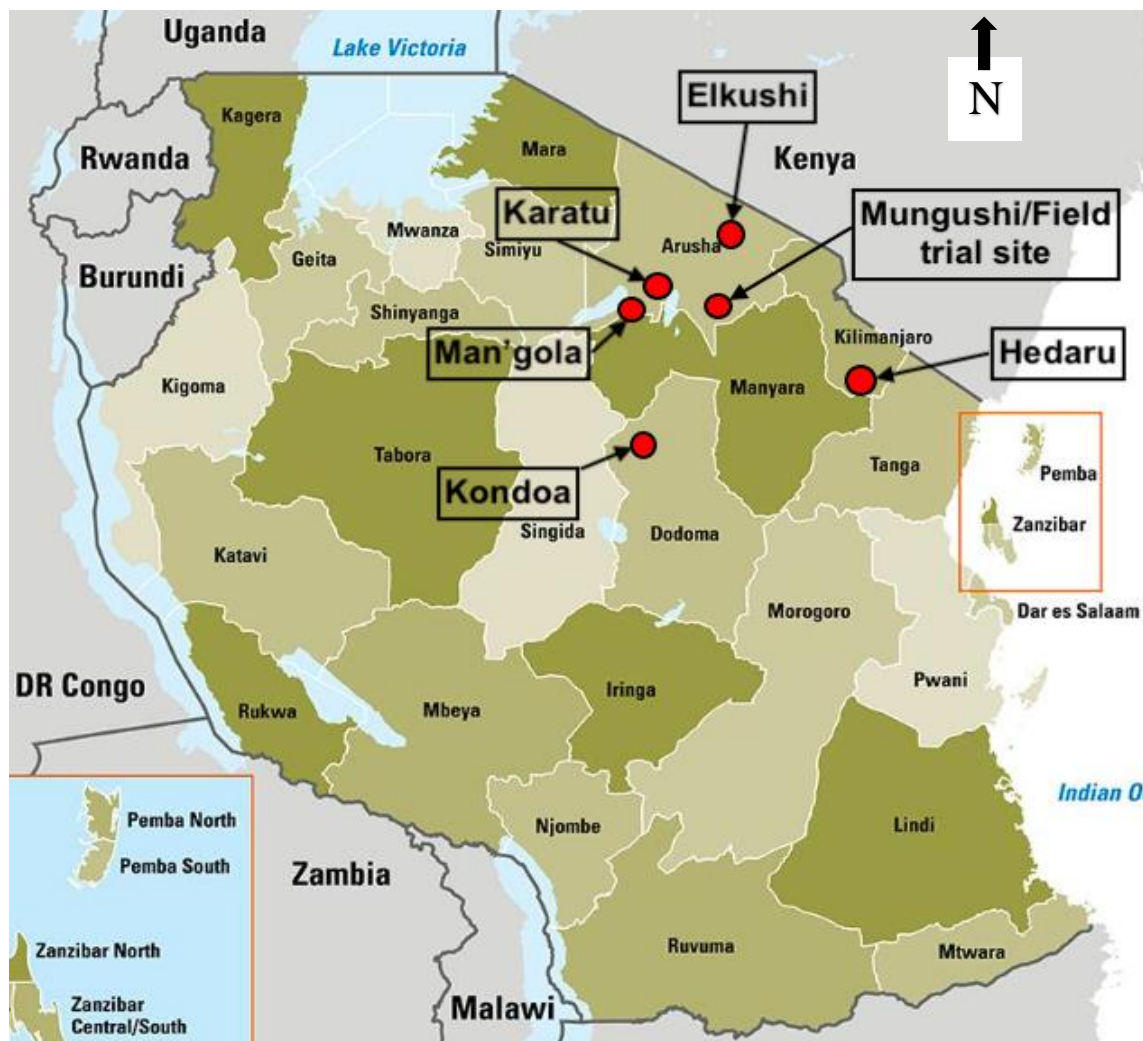 Uganda
Lake Victoria
Elkushi
N
Kagera
Rwanda
Mara
Kenya
Karatu
Mungushi/Field
trial site
Mwanza
Simiyu
Arusha
Geita
Burundi
Shinyanga
Man'gola
Kilimanjaro
Hedaru
Kigoma
Manyara
Tabora
Tanga
Pemba
Kondoa
Singida
Dodoma
Zanzibar
Katavi
Morogoro
Dar es Salaam
DR Congo
Rukwa
Mbeya
Iringa
Pwani
Indian O
Pemba North
Njombe
Lindi
Pemba South
Zambia
Zanzibar North
Ruvuma
Mtwara
Zanzibar
Central/South
Malawi